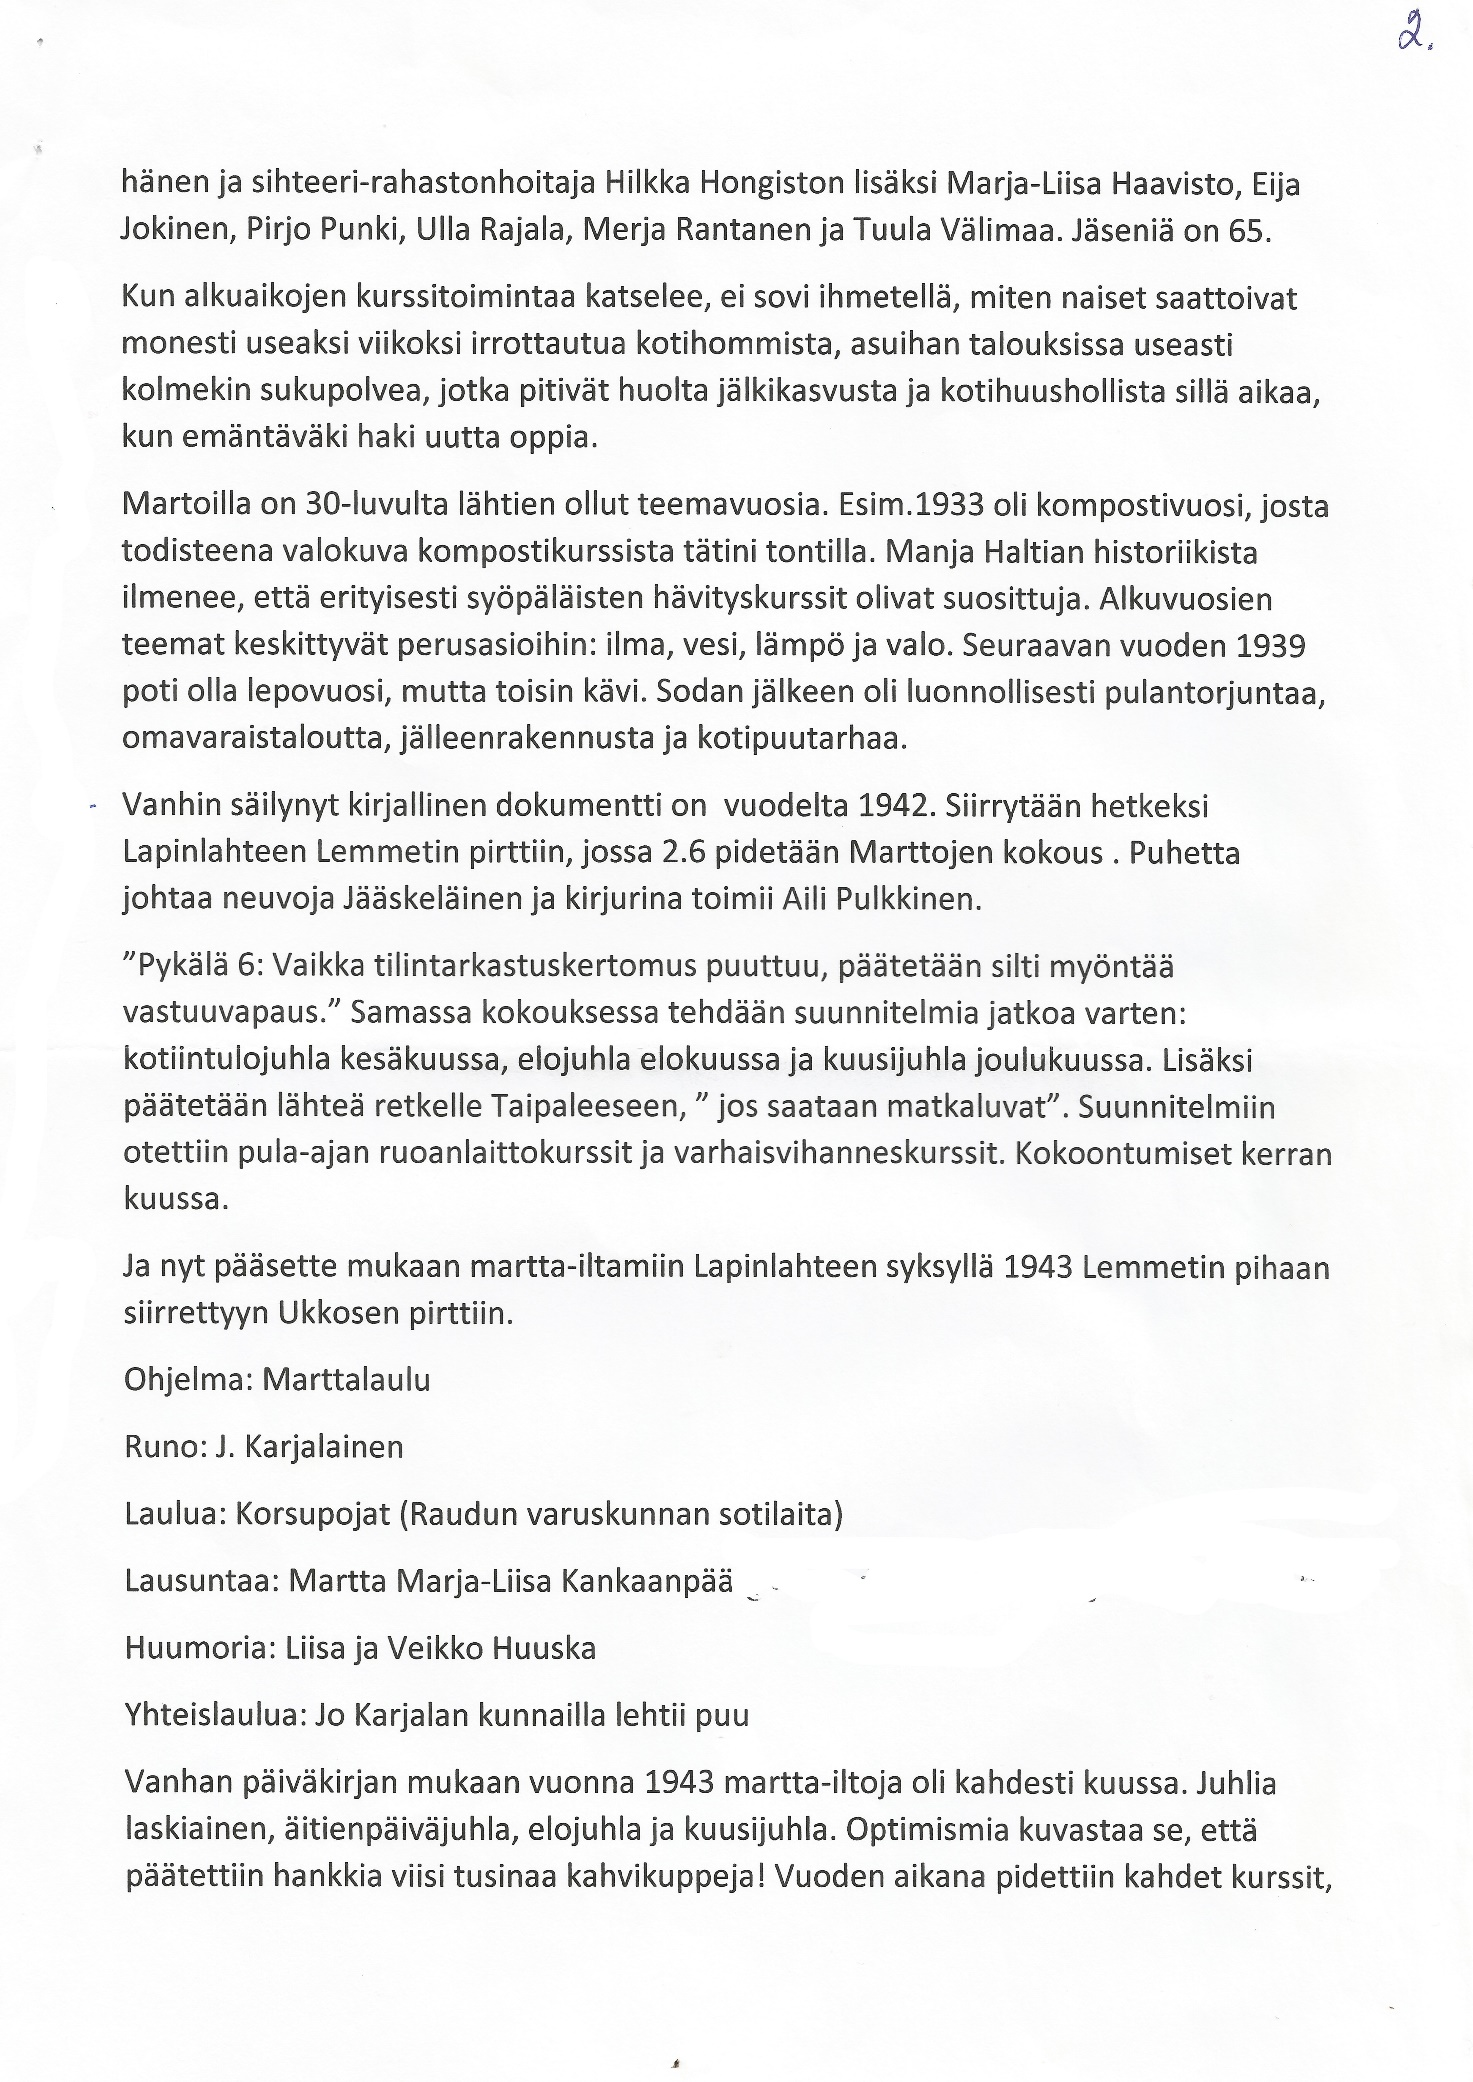 2.
hänen ja sihteeri-rahastonhoitaja Hilkka Hongiston lisäksi Marja-Liisa Haavisto, Eija
Jokinen, Pirjo Punki, Ulla Rajala, Merja Rantanen ja Tuula Välimaa. Jäseniä on 65.
Kun alkuaikojen kurssitoimintaa katselee, ei sovi ihmetellä, miten naiset saattoivat
monesti useaksi viikoksi irrottautua kotihommista, asuihan talouksissa useasti
kolmekin sukupolvea, jotka pitivät huolta jälkikasvusta ja kotihuushollista sillä aikaa,
kun emäntäväki haki uutta oppia.
Martoilla on 30-luvulta lähtien ollut teemavuosia. Esim.1933 oli kompostivuosi, josta
todisteena valokuva kompostikurssista tätini tontilla. Manja Haltian historiikista
ilmenee, että erityisesti syöpäläisten hävityskurssit olivat suosittuja. Alkuvuosien
teemat keskittyvät perusasioihin: ilma, vesi, lämpö ja valo. Seuraavan vuoden 1939
poti olla lepovuosi, mutta toisin kävi. Sodan jälkeen oli luonnollisesti pulantorjuntaa,
omavaraistaloutta, jälleenrakennusta ja kotipuutarhaa.
Vanhin säilynyt kirjallinen dokumentti on  vuodelta 1942. Siirrytään hetkeksi
Lapinlahteen Lemmetin pirttiin, jossa 2.6 pidetään Marttojen kokous . Puhetta
johtaa neuvoja Jääskeläinen ja kirjurina toimii Aili Pulkkinen.
”Pykälä 6: Vaikka tilintarkastuskertomus puuttuu, päätetään silti myöntää
vastuuvapaus.” Samassa kokouksessa tehdään suunnitelmia jatkoa varten:
kotiintulojuhla kesäkuussa, elojuhla elokuussa ja kuusijuhla joulukuussa. Lisäksi
päätetään lähteä retkelle Taipaleeseen, ” jos saataan matkaluvat”. Suunnitelmiin
otettiin pula-ajan ruoanlaittokurssit ja varhaisvihanneskurssit. Kokoontumiset kerran
kuussa.
Ja nyt pääsette mukaan martta-iltamiin Lapinlahteen syksyllä 1943 Lemmetin pihaan
siirrettyyn Ukkosen pirttiin.
Ohjelma: Marttalaulu
Runo: J. Karjalainen
Laulua: Korsupojat (Raudun varuskunnan sotilaita)
Lausuntaa: Martta Marja-Liisa Kankaanpää
Huumoria: Liisa ja Veikko Huuska
Yhteislaulua: Jo Karjalan kunnailla lehtii puu
Vanhan päiväkirjan mukaan vuonna 1943 martta-iltoja oli kahdesti kuussa. Juhlia
laskiainen, äitienpäiväjuhla, elojuhla ja kuusijuhla. Optimismia kuvastaa se, että
päätettiin hankkia viisi tusinaa kahvikuppeja! Vuoden aikana pidettiin kahdet kurssit,